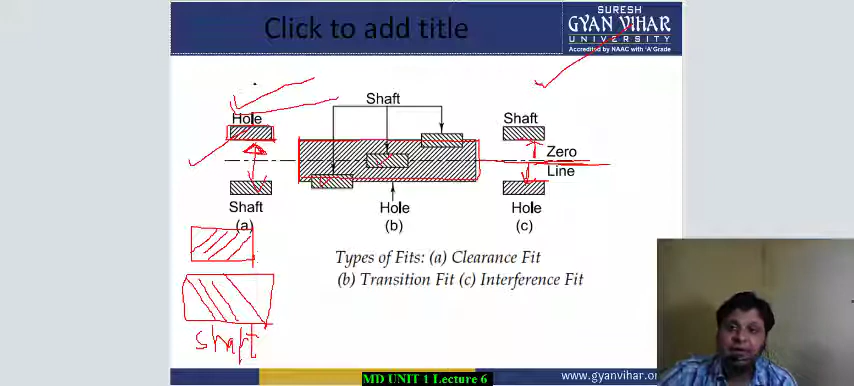 Click to add title
SURESH
GYAN VIHAR
UNIVERSITY
Accredited by NAAC with 'A'Grade
Hole
Shaft
Shaft
Zero
Line
Shaft
Hole
Hole
(a)
(b)
(c)
Types of Fits: (a) Clearance Fit
(b) Transition Fit (c) Interference Fit
shaft
MD UNIT 1 Lecture 6
www.gyanvihar.o